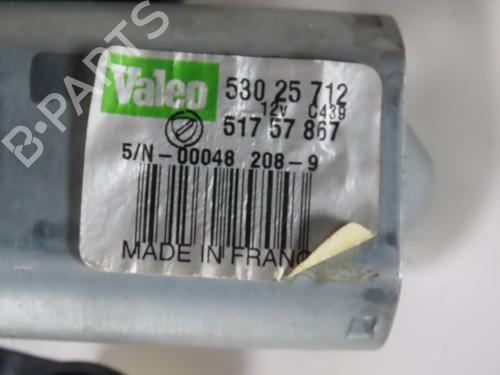 Valeo 530 25 712
12v C439
517 57 867
S/N-00048 208-9
MADE IN FRANC
B-PARTS